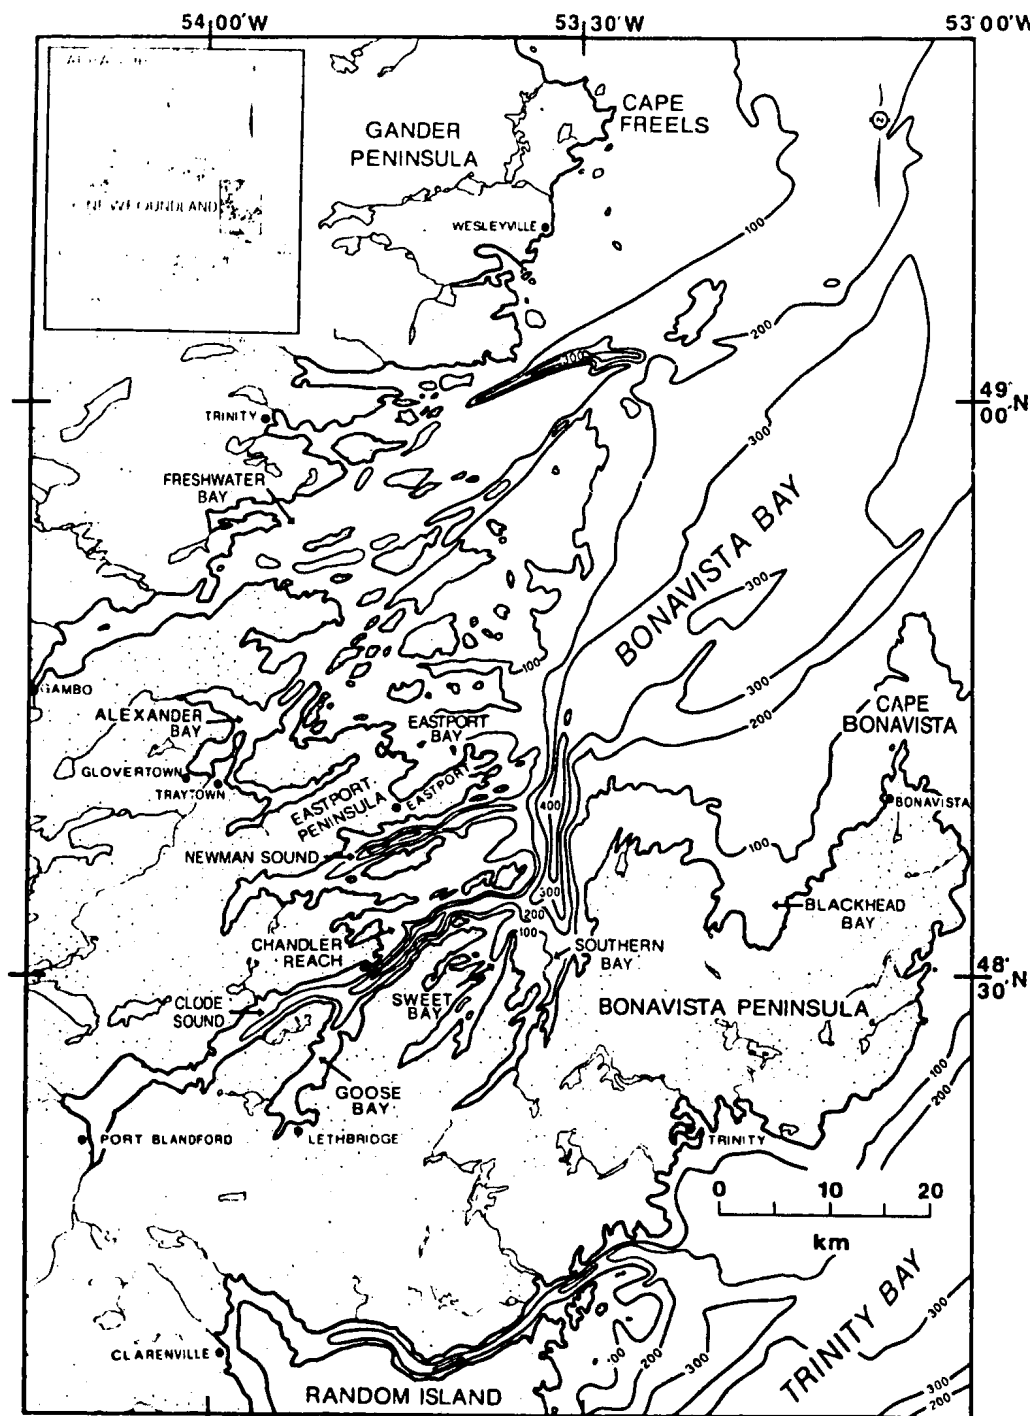 54°00'W
53°30'W
53°00'W
NEWFOUNDLAND
CAPE
FREELS
GANDER
PENINSULA
WESLEYVILLE
100
200
300
49°
00'N
TRINITY
FRESHWATER
BAY
300
BONAVISTA BAY
300
100
GAMBO
ALEXANDER
BAY
EASTPORT
BAY
300
200
CAPE
BONAVISTA
GLOVERTOWN
TRAYTOWN
EASTPORT
PENINSULA
EASTPORT
400
BONAVISTA
NEWMAN SOUND
100
300
200
100
BLACKHEAD
BAY
CHANDLER
REACH
SOUTHERN
BAY
48°
30'N
CLODE
SOUND
SWEET
BAY
BONAVISTA PENINSULA
GOOSE
BAY
100
200
PORT BLANDFORD
LETHBRIDGE
TRINITY
0 10 20
km
TRINITY BAY
300
CLARENVILLE
100
200
300
RANDOM ISLAND
300
200